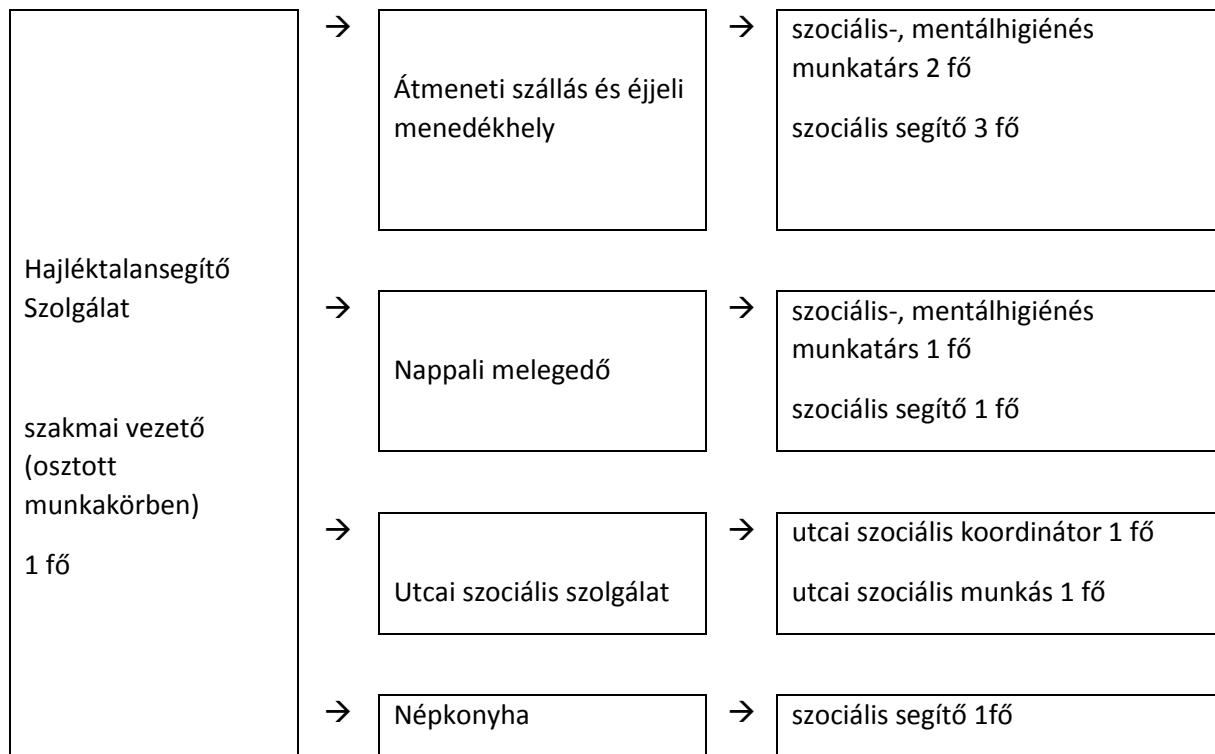 Hajléktalansegítő
Szolgálat
szakmai vezető
(osztott
munkakörben)
1 fő
→
Átmeneti szállás és éjjeli
menedékhely
→
szociális-, mentálhigiénés
munkatárs 2 fő
szociális segítő 3 fő
→
Nappali melegedő
→
szociális-, mentálhigiénés
munkatárs 1 fő
szociális segítő 1 fő
→
Utcai szociális szolgálat
→
utcai szociális koordinátor 1 fő
utcai szociális munkás 1 fő
→
Népkonyha
→
szociális segítő 1fő